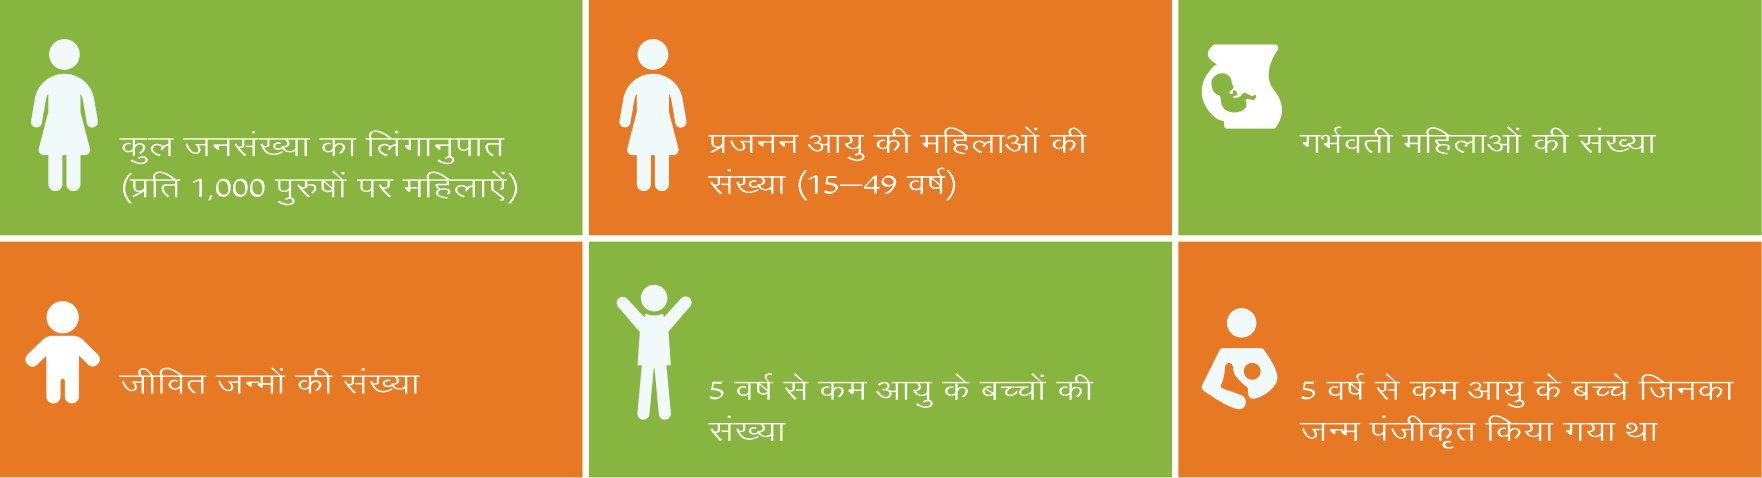 कुल जनसंख्या का लिंगानुपात
(प्रति 1,000 पुरुषों पर महिलाऐं)
प्रजनन आयु की महिलाओं की
संख्या (15–49 वर्ष)
गर्भवती महिलाओं की संख्या
जीवित जन्मों की संख्या
5 वर्ष से कम आयु के बच्चों की
संख्या
5 वर्ष से कम आयु के बच्चे जिनका
जन्म पंजीकृत किया गया था